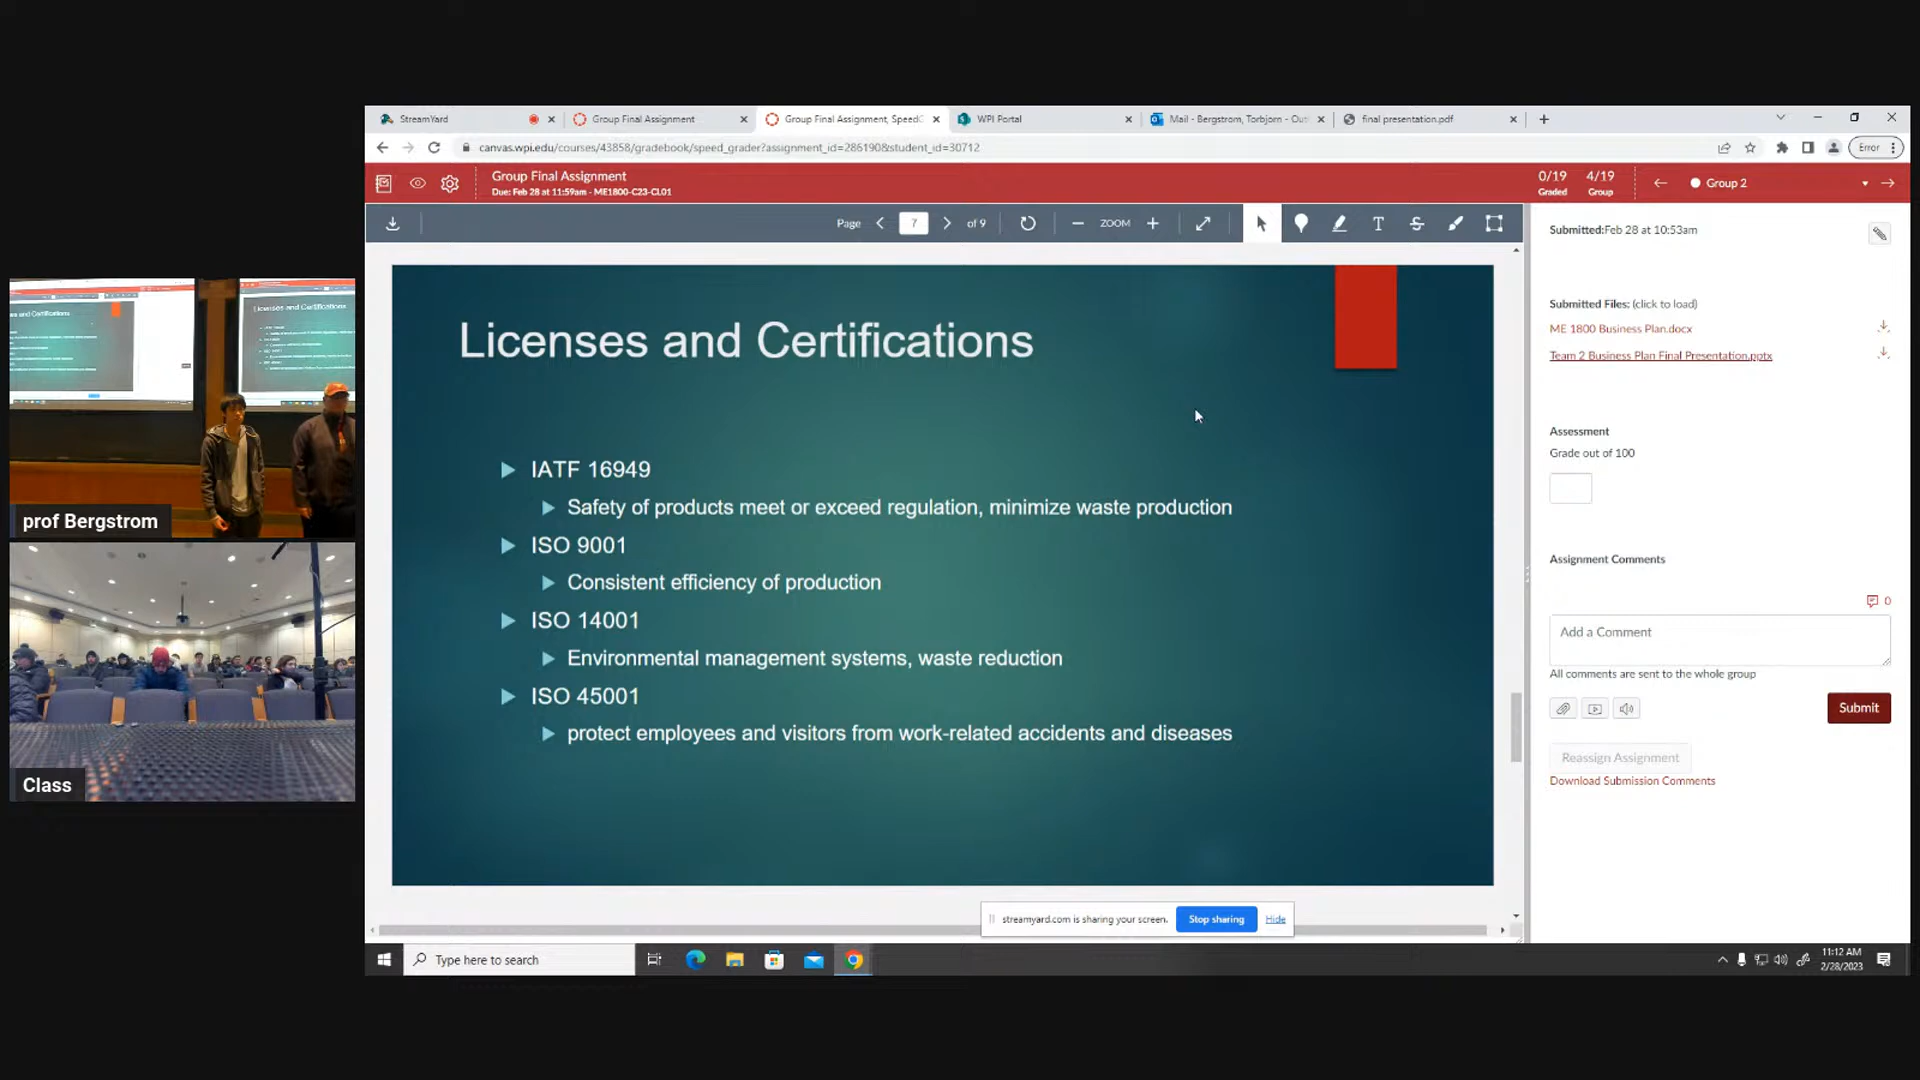 StreamYard
Group Final Assignment
Group Final Assignment, SpeedG
WPI Portal
Mail - Bergstrom, Torbjorn - Out
final presentation.pdf
canvas.wpi.edu/courses/43858/gradebook/speed_grader?assignment_id=286190&student_id=30712
Error
Group Final Assignment
Due: Feb 28 at 11:59am - ME1800-C23-CL01
0/19
Graded
4/19
Group
Group 2
Page
7
of 9
ZOOM
Licenses and Certifications
IATF 16949
Safety of products meet or exceed regulation, minimize waste production
ISO 9001
Consistent efficiency of production
ISO 14001
Environmental management systems, waste reduction
ISO 45001
protect employees and visitors from work-related accidents and diseases
Submitted:Feb 28 at 10:53am
Submitted Files: (click to load)
ME 1800 Business Plan.docx
Team 2 Business Plan Final Presentation.pptx
Assessment
Grade out of 100
Assignment Comments
0
Add a Comment
All comments are sent to the whole group
Submit
Reassign Assignment
Download Submission Comments
Licenses and Certifications
prof Bergstrom
Class
streamyard.com is sharing your screen.
Stop sharing
Hide
Type here to search
11:12 AM
2/28/2023